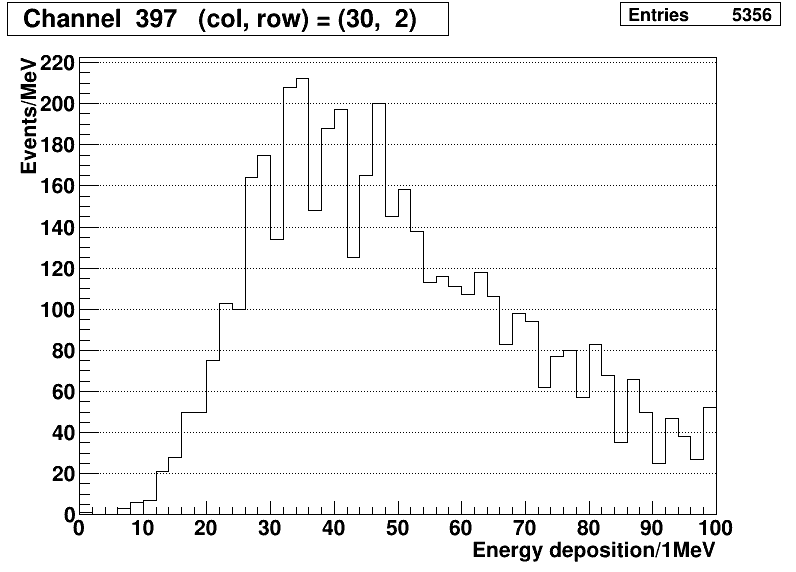 Channel 397 (col, row) = (30, 2)
Entries 5356
Events/MeV
220
200
180
160
140
120
100
80
60
40
20
0
0 10 20 30 40 50 60 70 80 90 100
Energy deposition/1MeV